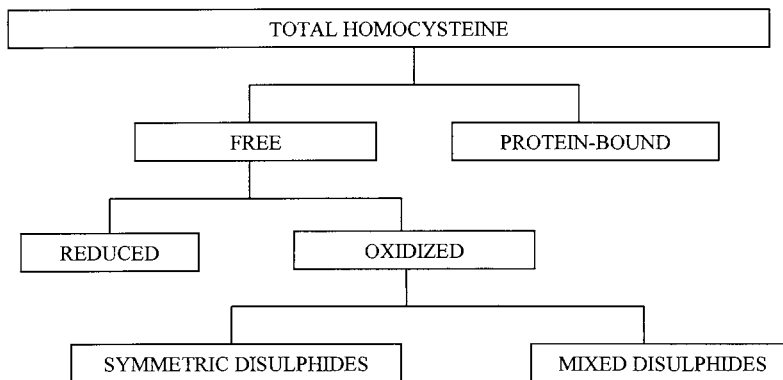 TOTAL HOMOCYSTEINE
FREE
PROTEIN-BOUND
REDUCED
OXIDIZED
SYMMETRIC DISULPHIDES
MIXED DISULPHIDES